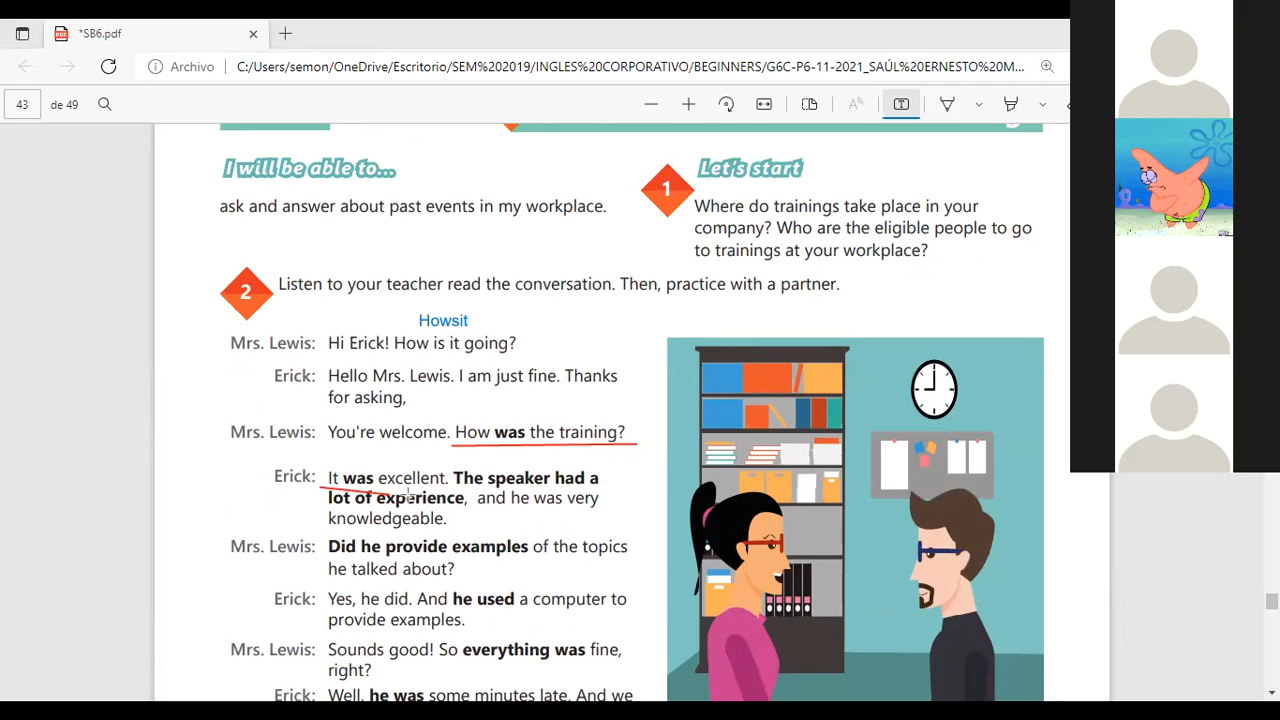 *SB6.pdf
Archivo C:/Users/semon/OneDrive/Escritorio/SEM%202019/INGLES%20CORPORATIVO/BEGINNERS/G6C-P6-11-2021_SAÚL%20ERNESTO%20M...
43 de 49
I will be able to...
ask and answer about past events in my workplace.
1
Let's start
Where do trainings take place in your
company? Who are the eligible people to go
to trainings at your workplace?
2
Listen to your teacher read the conversation. Then, practice with a partner.
Howsit
Mrs. Lewis: Hi Erick! How is it going?
Erick: Hello Mrs. Lewis. I am just fine. Thanks
for asking,
Mrs. Lewis: You're welcome. How was the training?
Erick: It was excellent. The speaker had a
lot of experience, and he was very
knowledgeable.
Mrs. Lewis: Did he provide examples of the topics
he talked about?
Erick: Yes, he did. And he used a computer to
provide examples.
Mrs. Lewis: Sounds good! So everything was fine,
right?
Erick: Well, he was some minutes late. And we